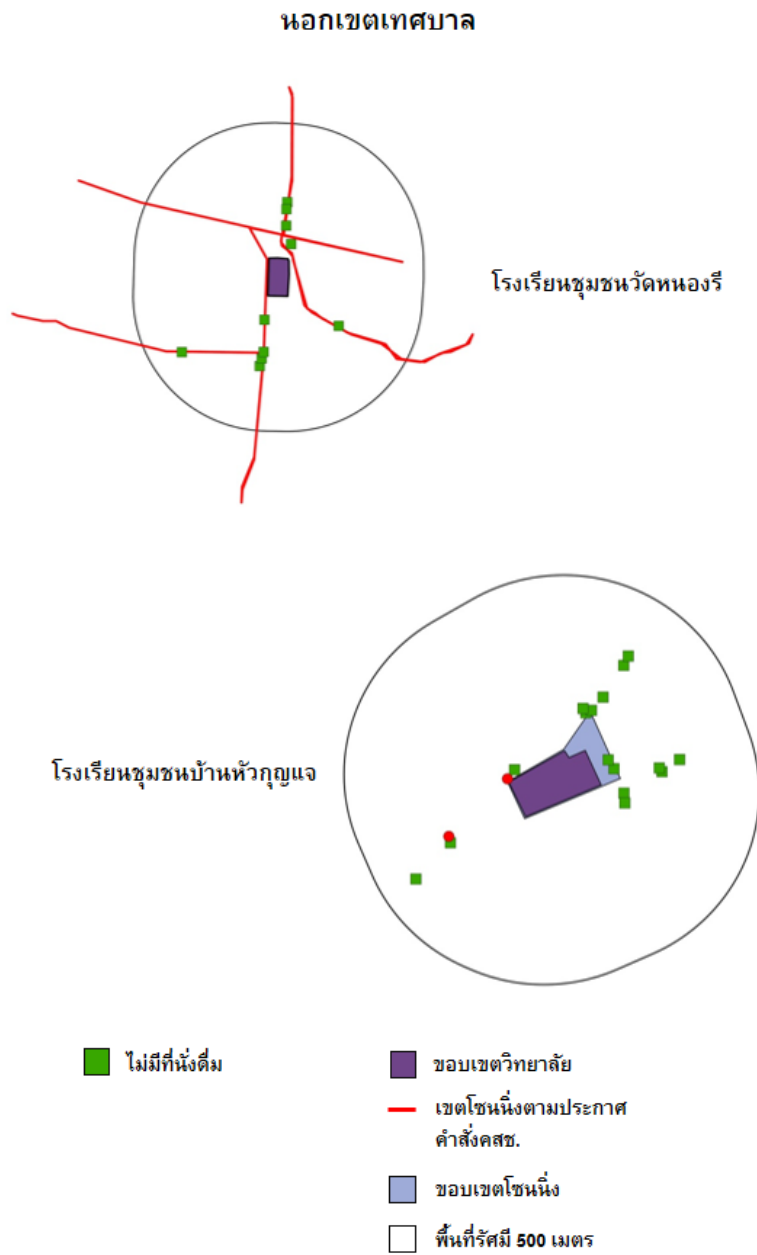 นอกเขตเทศบาล
โรงเรียนชุมชนวัดหนองรี
โรงเรียนชุมชนบ้านหัวกุญแจ
ไม่มีที่นั่งดื่ม
ขอบเขตวิทยาลัย
เขตโซนนิ่งตามประกาศ
คำสั่งคสช.
ขอบเขตโซนนิ่ง
พื้นที่รัศมี 500 เมตร